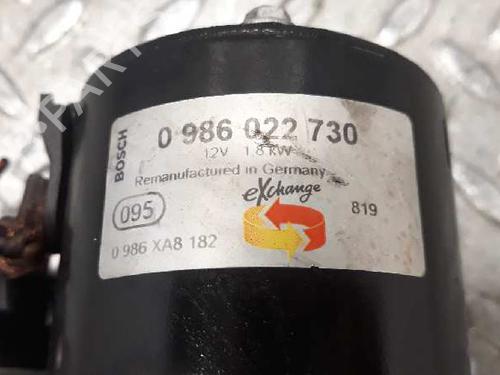 BOSCH
0 986 022 730
12V 1,8 kW
Remanufactured in Germany
eXchange
095
819
0 986 XA8 182